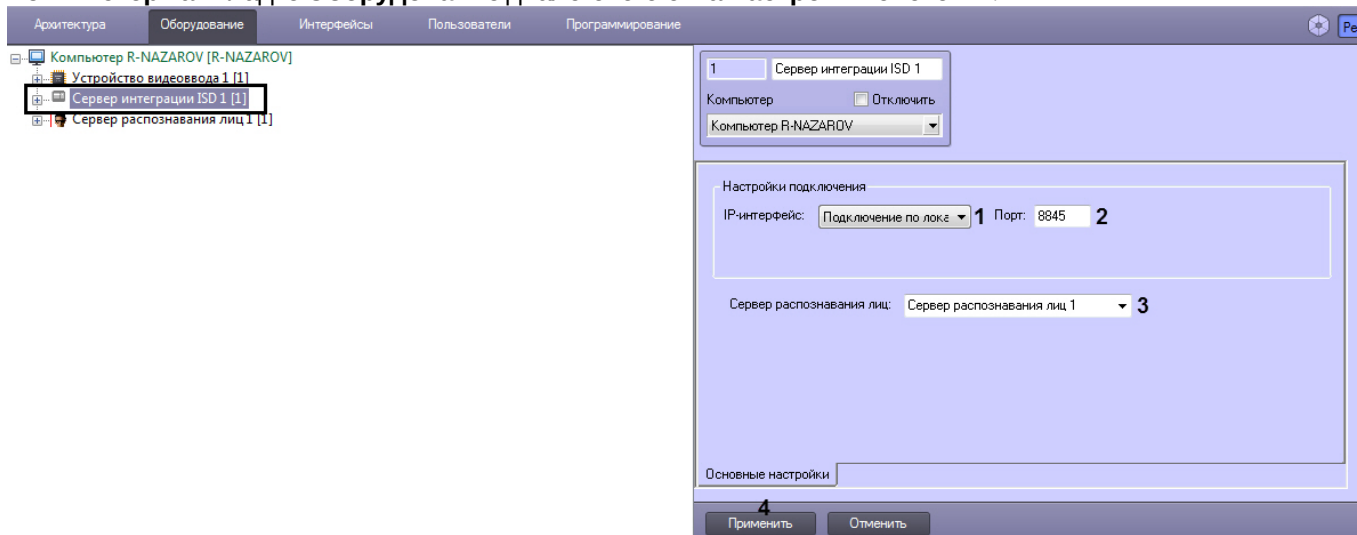 Архитектура Оборудование Интерфейсы Пользователи Программирование
Компьютер R-NAZAROV [R-NAZAROV]
Устройство видеоввода 1 [1]
Сервер интеграции ISD 1 [1]
Сервер распознавания лиц 1 [1]
1 Сервер интеграции ISD 1
Компьютер Отключить
Компьютер R-NAZAROV
Настройки подключения
IP-интерфейс: Подключение по лока 1 Порт: 8845 2
Сервер распознавания лиц: Сервер распознавания лиц 1 3
Основные настройки
4
Применить Отменить